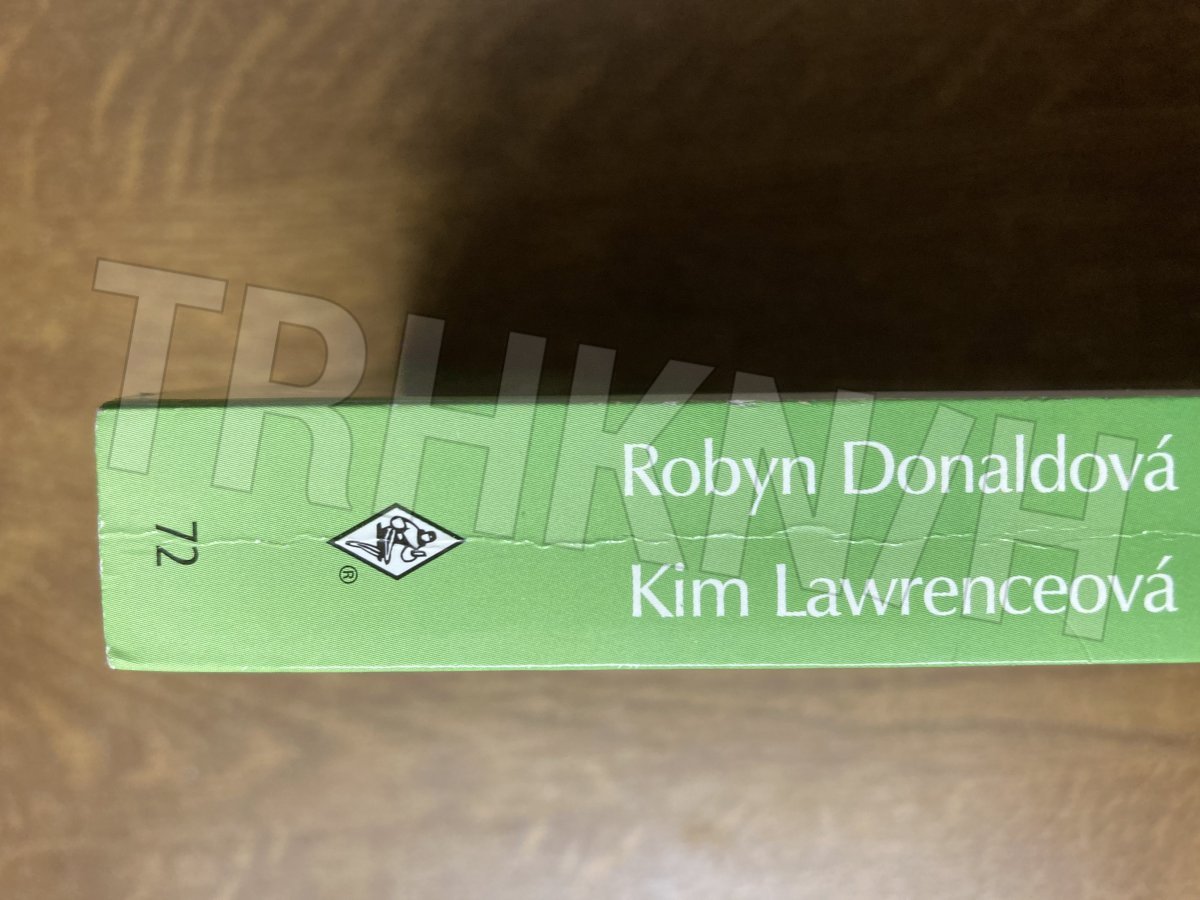 72
®
Robyn Donaldová
Kim Lawrenceová
TRHKNIH